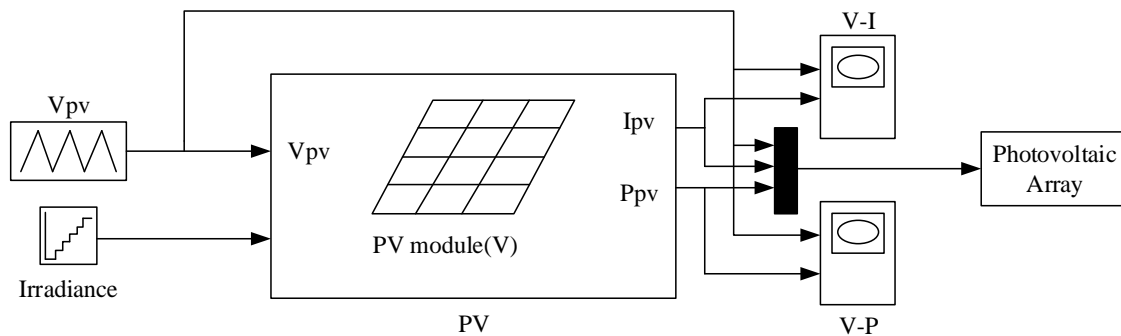 V-I
Vpv
Vpv
Ipv
Ppv
PV module(V)
Photovoltaic
Array
Irradiance
PV
V-P